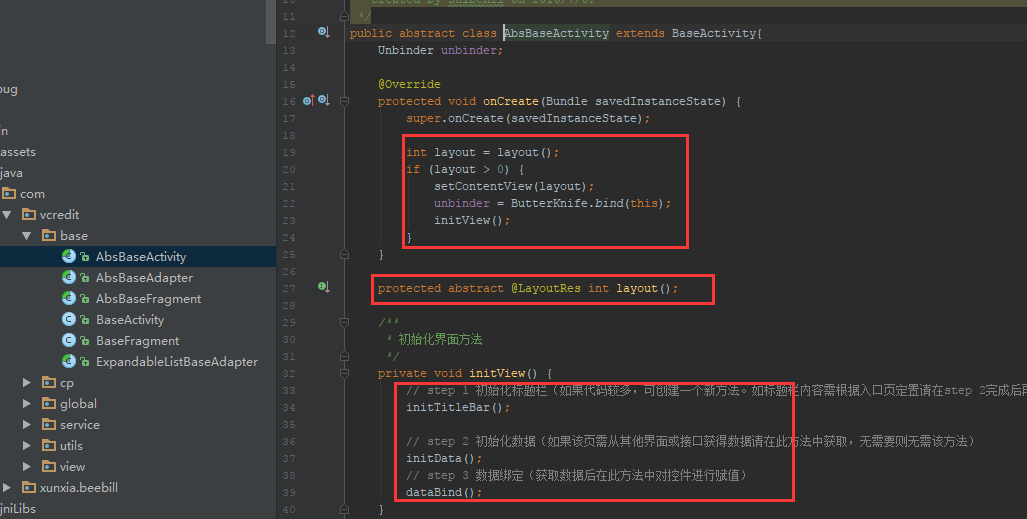 bug
in
assets
java
com
vcredit
base
AbsBaseActivity
AbsBaseAdapter
AbsBaseFragment
BaseActivity
BaseFragment
ExpandableListBaseAdapter
cp
global
service
utils
view
xunxia.beebill
jniLibs
11 */
12 public abstract class AbsBaseActivity extends BaseActivity{
13 Unbinder unbinder;
14
15 @Override
16 protected void onCreate(Bundle savedInstanceState) {
17 super.onCreate(savedInstanceState);
18
19 int layout = layout();
20 if (layout > 0) {
21 setContentView(layout);
22 unbinder = ButterKnife.bind(this);
23 initView();
24 }
25 }
26
27 protected abstract @LayoutRes int layout();
28
29 /**
30 * 初始化界面方法
31 */
32 private void initView() {
33 // step 1 初始化标题栏（如果代码较多，可创建一个新方法。如标题栏内容需根据入口页定置请在step 2完成后
34 initTitleBar();
35
36 // step 2 初始化数据（如果该页需从其他界面或接口获得数据请在此方法中获取，无需要则无需该方法）
37 initData();
38 // step 3 数据绑定（获取数据后在此方法中对控件进行赋值）
39 dataBind();
40 }